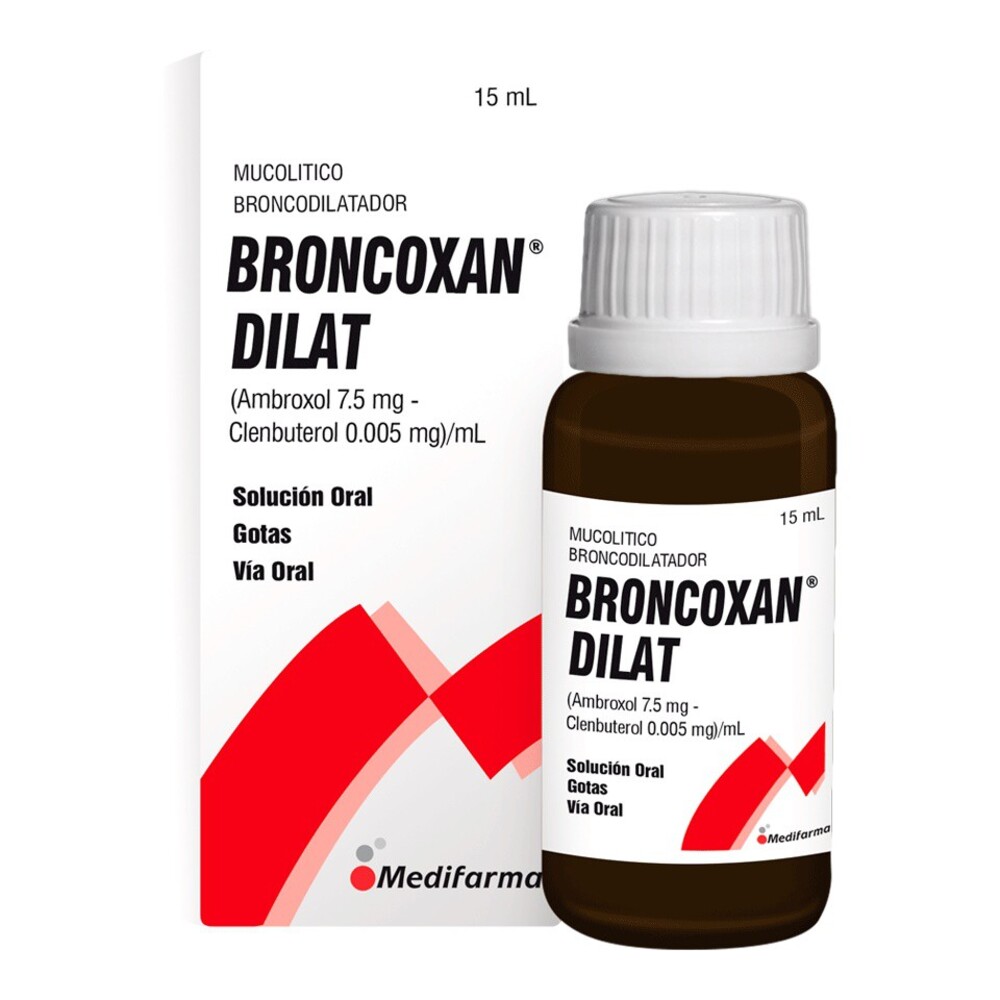 15 mL
MUCOLITICO
BRONCODILATADOR
BRONCOXAN®
DILAT
(Ambroxol 7.5 mg -
Clenbuterol 0.005 mg)/mL
Solución Oral
Gotas
Vía Oral
Medifarma
15 mL
MUCOLITICO
BRONCODILATADOR
BRONCOXAN®
DILAT
(Ambroxol 7.5 mg -
Clenbuterol 0.005 mg)/mL
Solución Oral
Gotas
Vía Oral
Medifarma